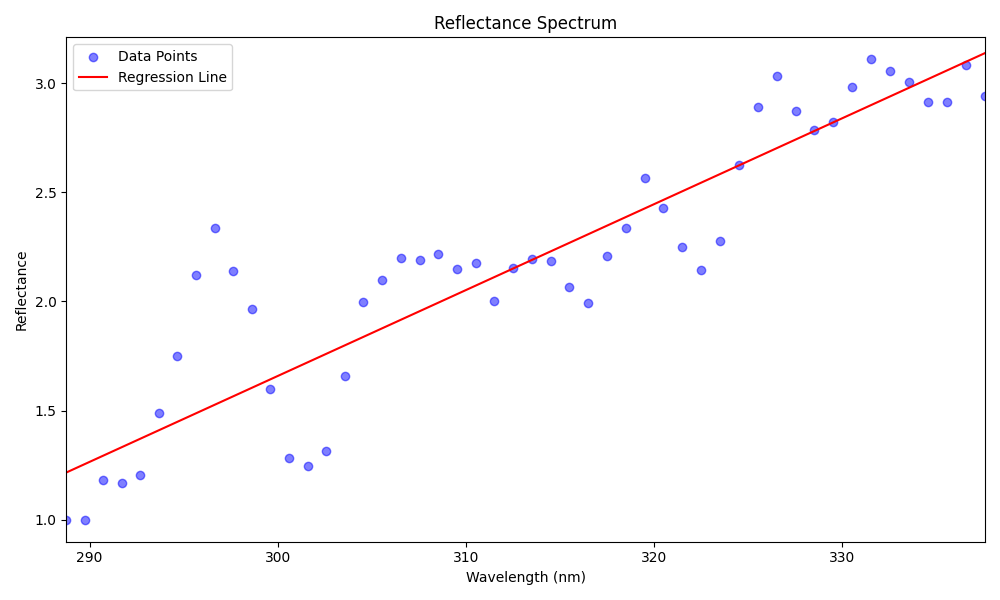 Reflectance Spectrum
Data Points
Regression Line
3.0
2.5
2.0
1.5
1.0
Reflectance
290
300
310
320
330
Wavelength (nm)